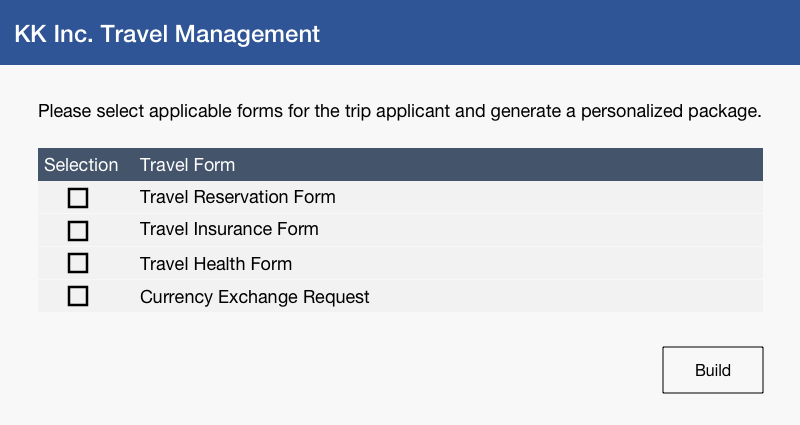 KK Inc. Travel Management
Please select applicable forms for the trip applicant and generate a personalized package.
Selection Travel Form
Travel Reservation Form
Travel Insurance Form
Travel Health Form
Currency Exchange Request
Build